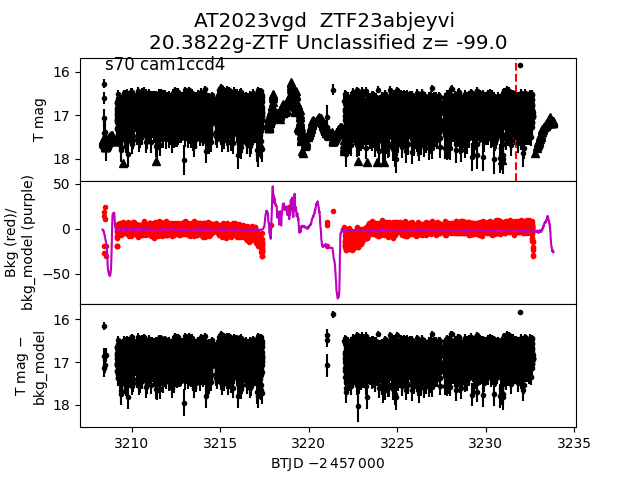 AT2023vgd  ZTF23abjeyvi
20.3822g-ZTF Unclassified z= -99.0
s70 cam1ccd4
16
17
18
T mag
50
0
−50
Bkg (red)/
bkg_model (purple)
16
17
18
T mag −
bkg_model
3210 3215 3220 3225 3230 3235
BTJD −2 457 000